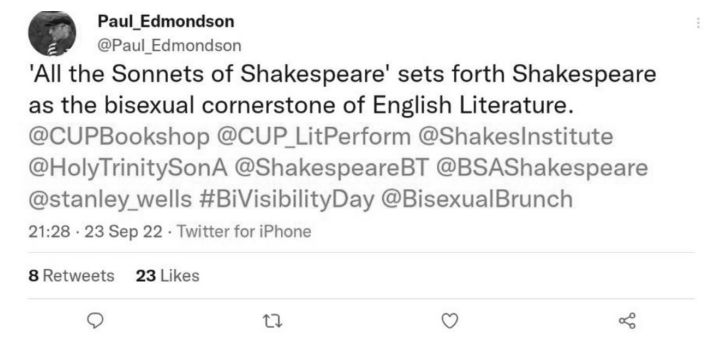 Paul_Edmondson
@Paul_Edmondson
'All the Sonnets of Shakespeare' sets forth Shakespeare
as the bisexual cornerstone of English Literature.
@CUPBookshop @CUP_LitPerform @ShakesInstitute
@HolyTrinitySonA @ShakespeareBT @BSAShakespeare
@stanley_wells #BiVisibilityDay @BisexualBrunch
21:28 · 23 Sep 22 · Twitter for iPhone
8 Retweets 23 Likes